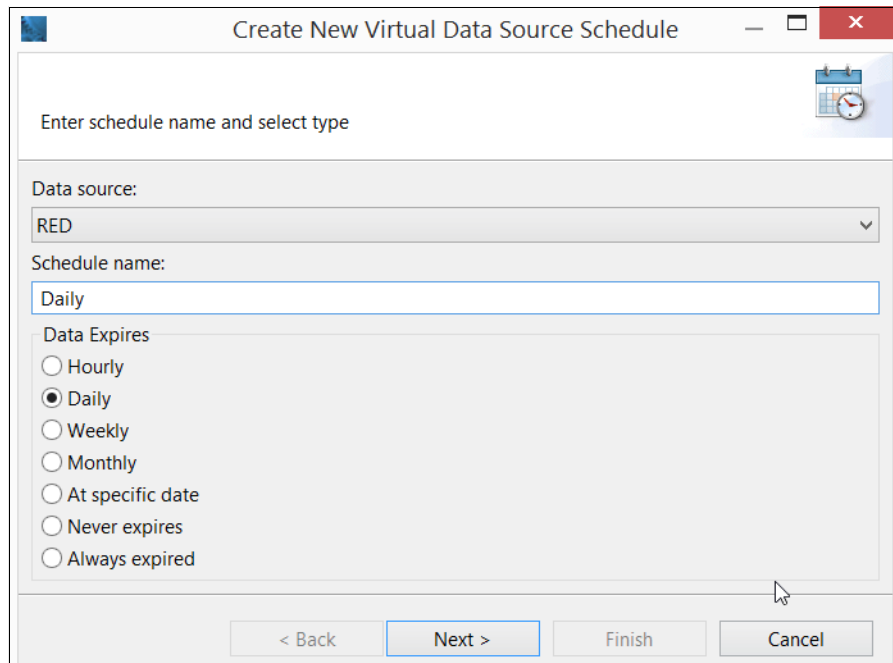 Create New Virtual Data Source Schedule
Enter schedule name and select type
Data source:
RED
Schedule name:
Daily
Data Expires
Hourly
Daily
Weekly
Monthly
At specific date
Never expires
Always expired
< Back Next > Finish Cancel